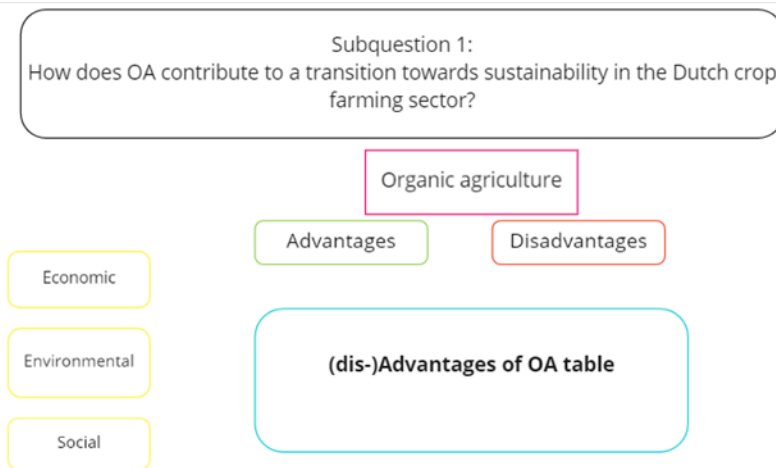 Subquestion 1:
How does OA contribute to a transition towards sustainability in the Dutch crop
farming sector?
Organic agriculture
Advantages
Disadvantages
Economic
Environmental
(dis-)Advantages of OA table
Social